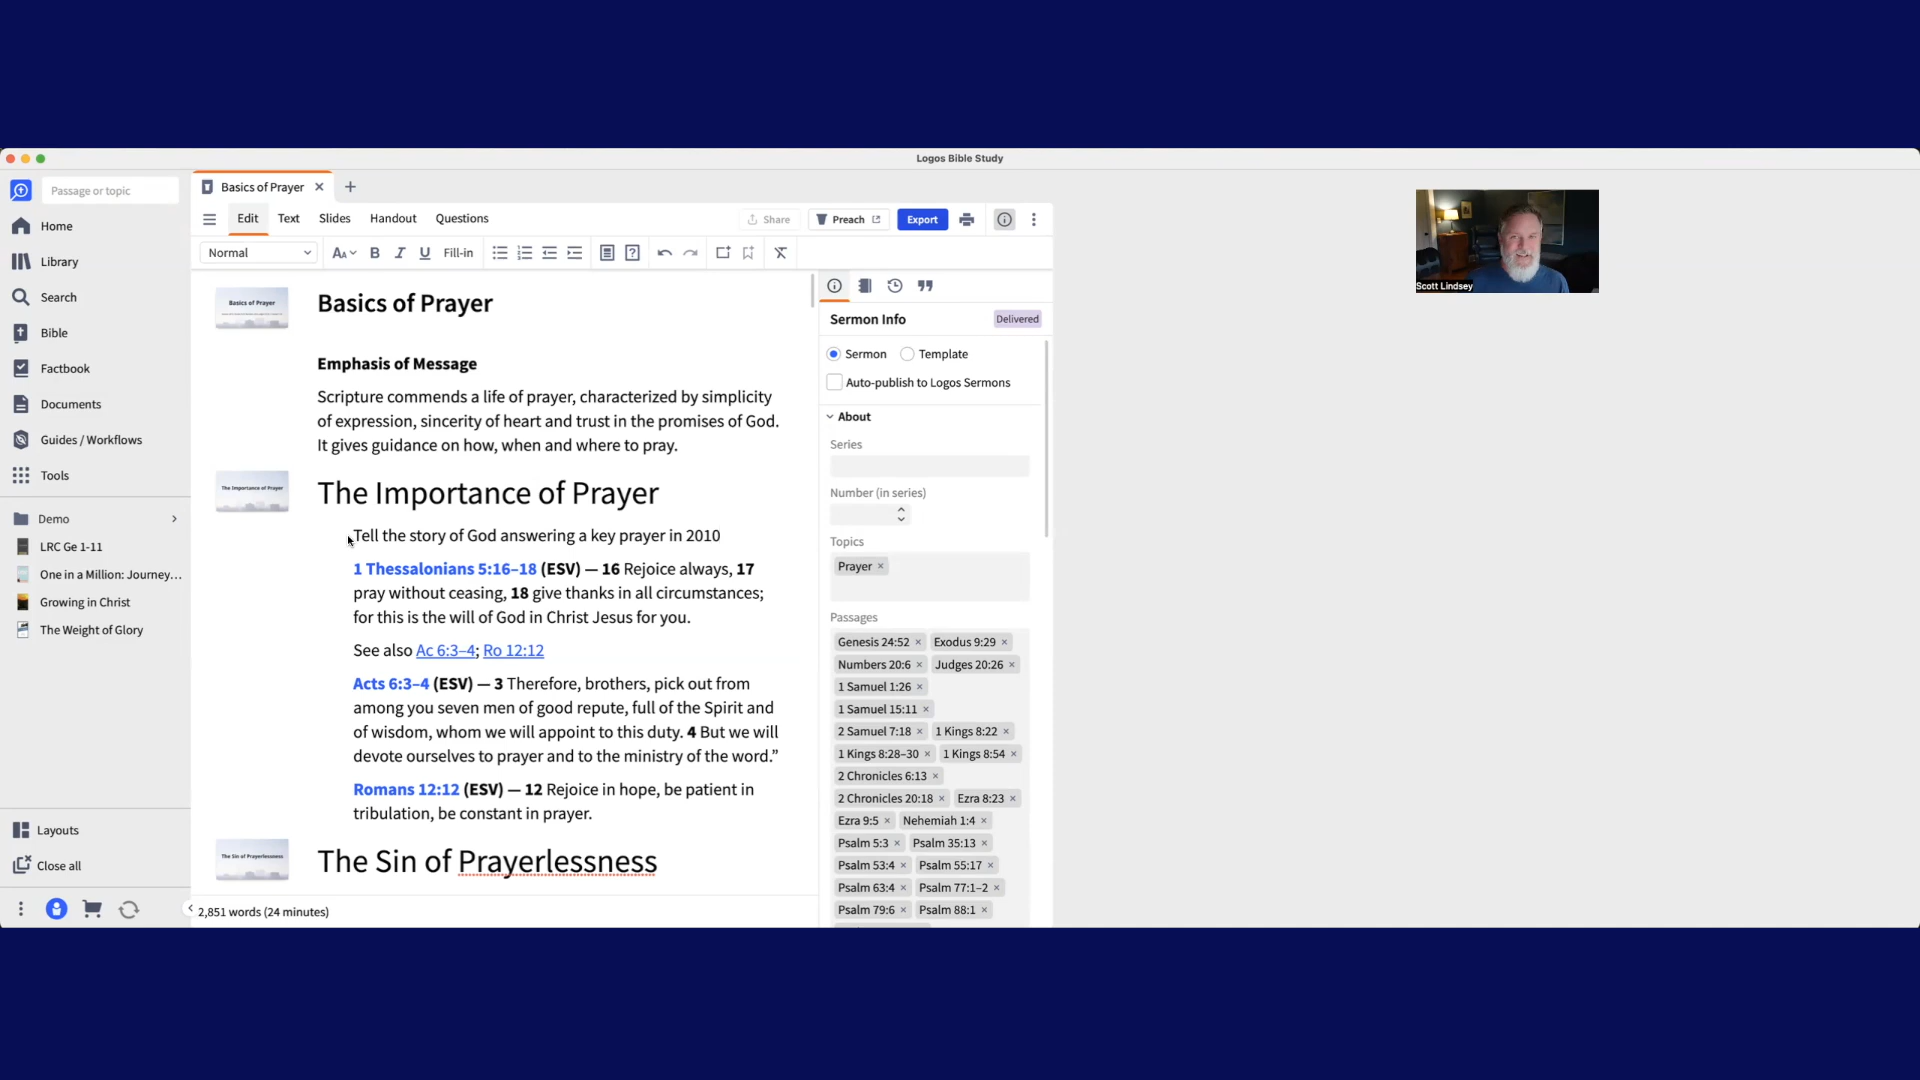 Logos Bible Study
Passage or topic
Home
Library
Search
Bible
Factbook
Documents
Guides / Workflows
Tools
Demo
LRC Ge 1-11
One in a Million: Journey…
Growing in Christ
The Weight of Glory
Layouts
Close all
Basics of Prayer
Edit Text Slides Handout Questions
Share Preach Export
Normal AA B I U Fill-in
Basics of Prayer
Basics of Prayer
Emphasis of Message
Scripture commends a life of prayer, characterized by simplicity
of expression, sincerity of heart and trust in the promises of God.
It gives guidance on how, when and where to pray.
The Importance of Prayer
The Importance of Prayer
Tell the story of God answering a key prayer in 2010
1 Thessalonians 5:16–18 (ESV) — 16 Rejoice always, 17
pray without ceasing, 18 give thanks in all circumstances;
for this is the will of God in Christ Jesus for you.
See also Ac 6:3–4; Ro 12:12
Acts 6:3–4 (ESV) — 3 Therefore, brothers, pick out from
among you seven men of good repute, full of the Spirit and
of wisdom, whom we will appoint to this duty. 4 But we will
devote ourselves to prayer and to the ministry of the word.”
Romans 12:12 (ESV) — 12 Rejoice in hope, be patient in
tribulation, be constant in prayer.
The Sin of Prayerlessness
The Sin of Prayerlessness
2,851 words (24 minutes)
Sermon Info Delivered
Sermon Template
Auto-publish to Logos Sermons
About
Series
Number (in series)
Topics
Prayer ×
Passages
Genesis 24:52 × Exodus 9:29 ×
Numbers 20:6 × Judges 20:26 ×
1 Samuel 1:26 ×
1 Samuel 15:11 ×
2 Samuel 7:18 × 1 Kings 8:22 ×
1 Kings 8:28–30 × 1 Kings 8:54 ×
2 Chronicles 6:13 ×
2 Chronicles 20:18 × Ezra 8:23 ×
Ezra 9:5 × Nehemiah 1:4 ×
Psalm 5:3 × Psalm 35:13 ×
Psalm 53:4 × Psalm 55:17 ×
Psalm 63:4 × Psalm 77:1–2 ×
Psalm 79:6 × Psalm 88:1 ×
Scott Lindsey